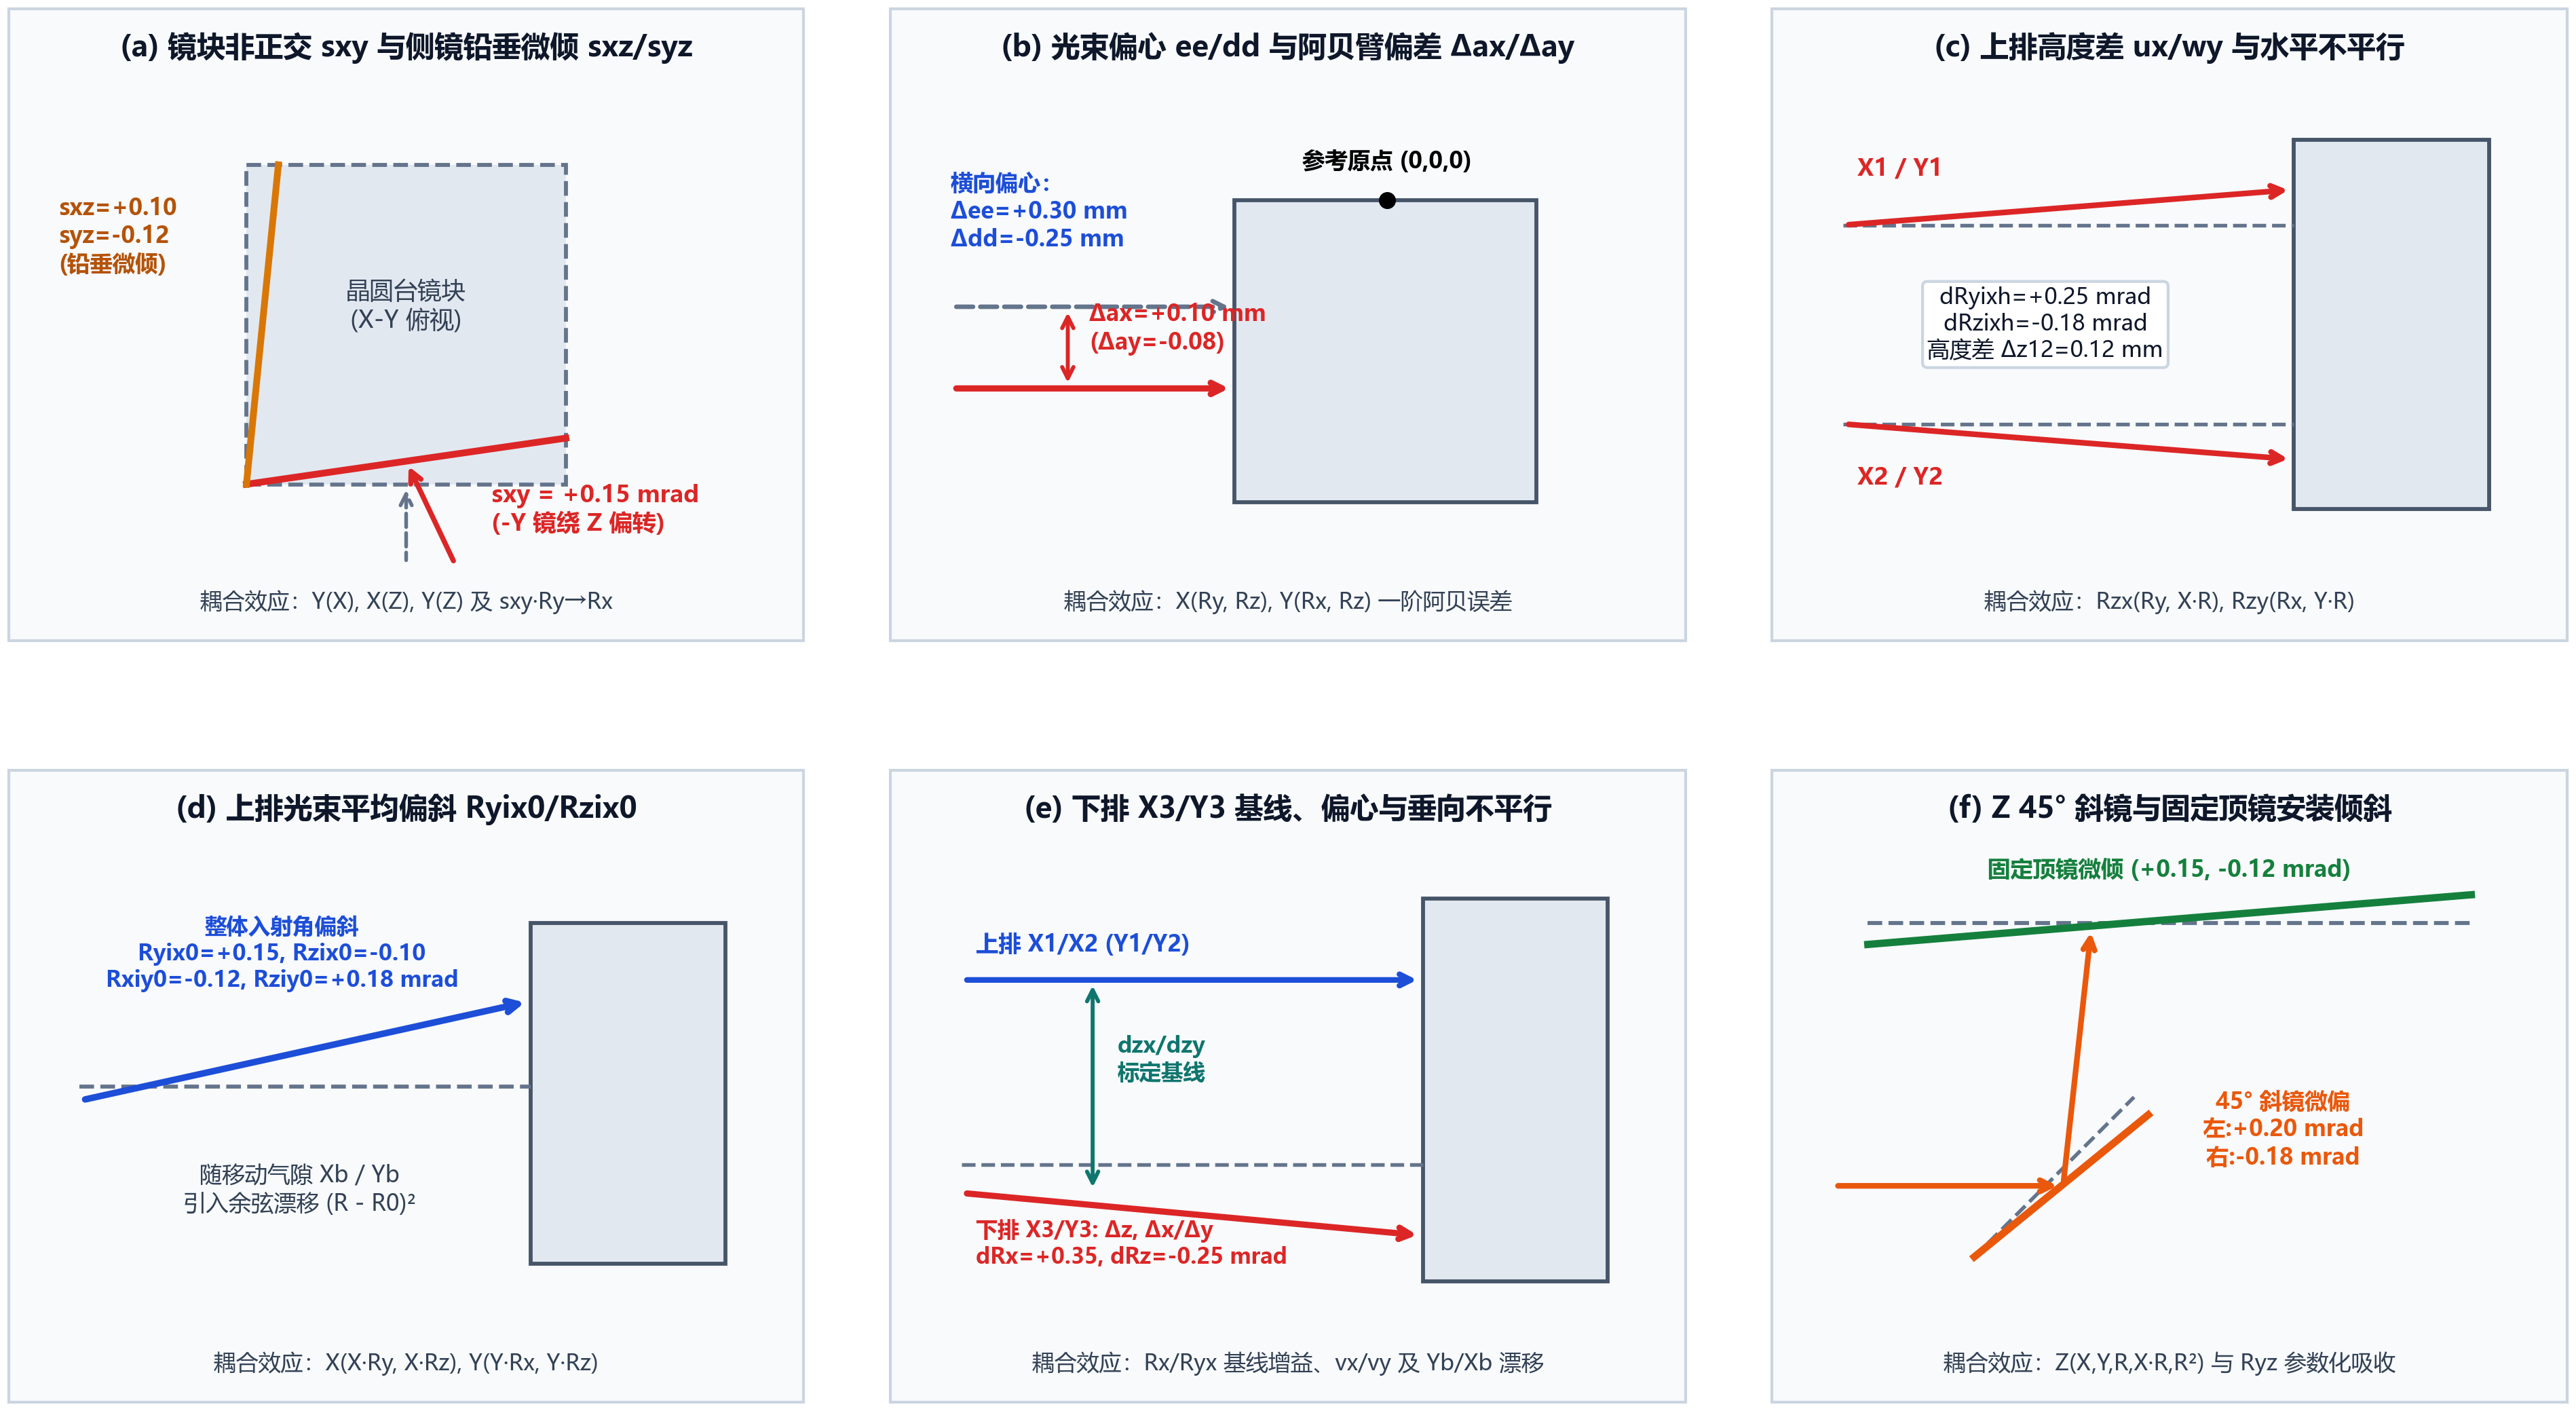 (a) 镜块非正交 sxy 与侧镜铅垂微倾 sxz/syz
sxz=+0.10
syz=-0.12
(铅垂微倾)
晶圆台镜块
(X-Y 俯视)
sxy = +0.15 mrad
(-Y 镜绕 Z 偏转)
耦合效应：Y(X), X(Z), Y(Z) 及 sxy·Ry→Rx
(b) 光束偏心 ee/dd 与阿贝臂偏差 Δax/Δay
参考原点 (0,0,0)
横向偏心:
Δee=+0.30 mm
Δdd=-0.25 mm
Δax=+0.10 mm
(Δay=-0.08)
耦合效应：X(Ry, Rz), Y(Rx, Rz) 一阶阿贝误差
(c) 上排高度差 ux/wy 与水平不平行
X1 / Y1
dRyixh=+0.25 mrad
dRzixh=-0.18 mrad
高度差 Δz12=0.12 mm
X2 / Y2
耦合效应：Rzx(Ry, X·R), Rzy(Rx, Y·R)
(d) 上排光束平均偏斜 Ryix0/Rzix0
整体入射角偏斜
Ryix0=+0.15, Rzix0=-0.10
Rxiy0=-0.12, Rziy0=+0.18 mrad
随移动气隙 Xb / Yb
引入余弦漂移 (R - R0)²
耦合效应：X(X·Ry, X·Rz), Y(Y·Rx, Y·Rz)
(e) 下排 X3/Y3 基线、偏心与垂向不平行
上排 X1/X2 (Y1/Y2)
dzx/dzy
标定基线
下排 X3/Y3: Δz, Δx/Δy
dRx=+0.35, dRz=-0.25 mrad
耦合效应：Rx/Ryx 基线增益、vx/vy 及 Yb/Xb 漂移
(f) Z 45° 斜镜与固定顶镜安装倾斜
固定顶镜微倾 (+0.15, -0.12 mrad)
45° 斜镜微偏
左:+0.20 mrad
右:-0.18 mrad
耦合效应：Z(X,Y,R,X·R,R²) 与 Ryz 参数化吸收